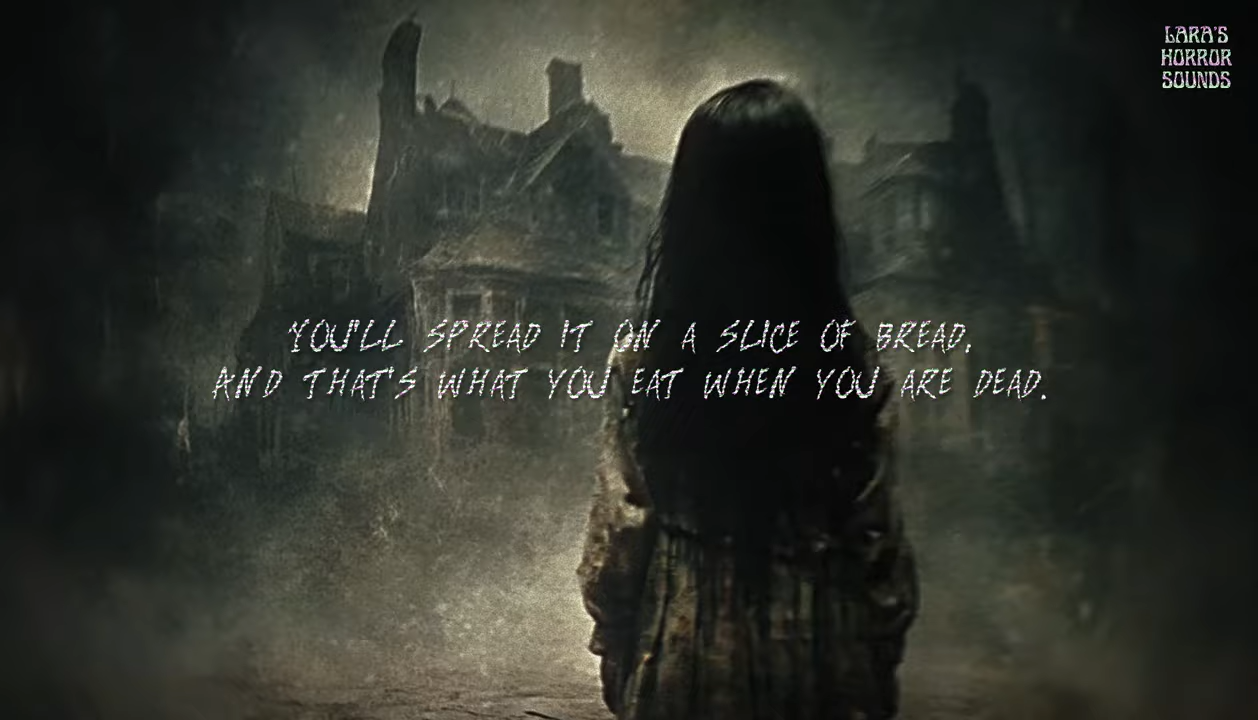 LARA'S
HORROR
SOUNDS
YOU'LL SPREAD IT ON A SLICE OF BREAD,
AND THAT'S WHAT YOU EAT WHEN YOU ARE DEAD.